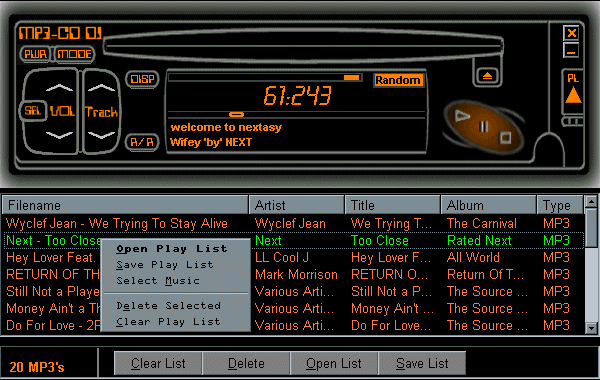 MP3-CD 01
PWR MODE
DISP
Random
PL
61:243
SEL VOL Track
welcome to nextasy
A/R Wifey 'by' NEXT
Filename Artist Title Album Type
Wyclef Jean - We Trying To Stay Alive Wyclef Jean We Trying T... The Carnival MP3
Next - Too Close Next Too Close Rated Next MP3
Hey Lover Feat. LL Cool J Hey Lover F... All World MP3
RETURN OF TH Mark Morrison RETURN O... Return Of T... MP3
Still Not a Playe Various Arti... Still Not a ... The Source ... MP3
Money Ain't a Th Various Arti... Money Ain't... The Source ... MP3
Do For Love - 2P Various Arti... Do For Love... The Source ... MP3
Open Play List
Save Play List
Select Music
Delete Selected
Clear Play List
20 MP3's
Clear List Delete Open List Save List